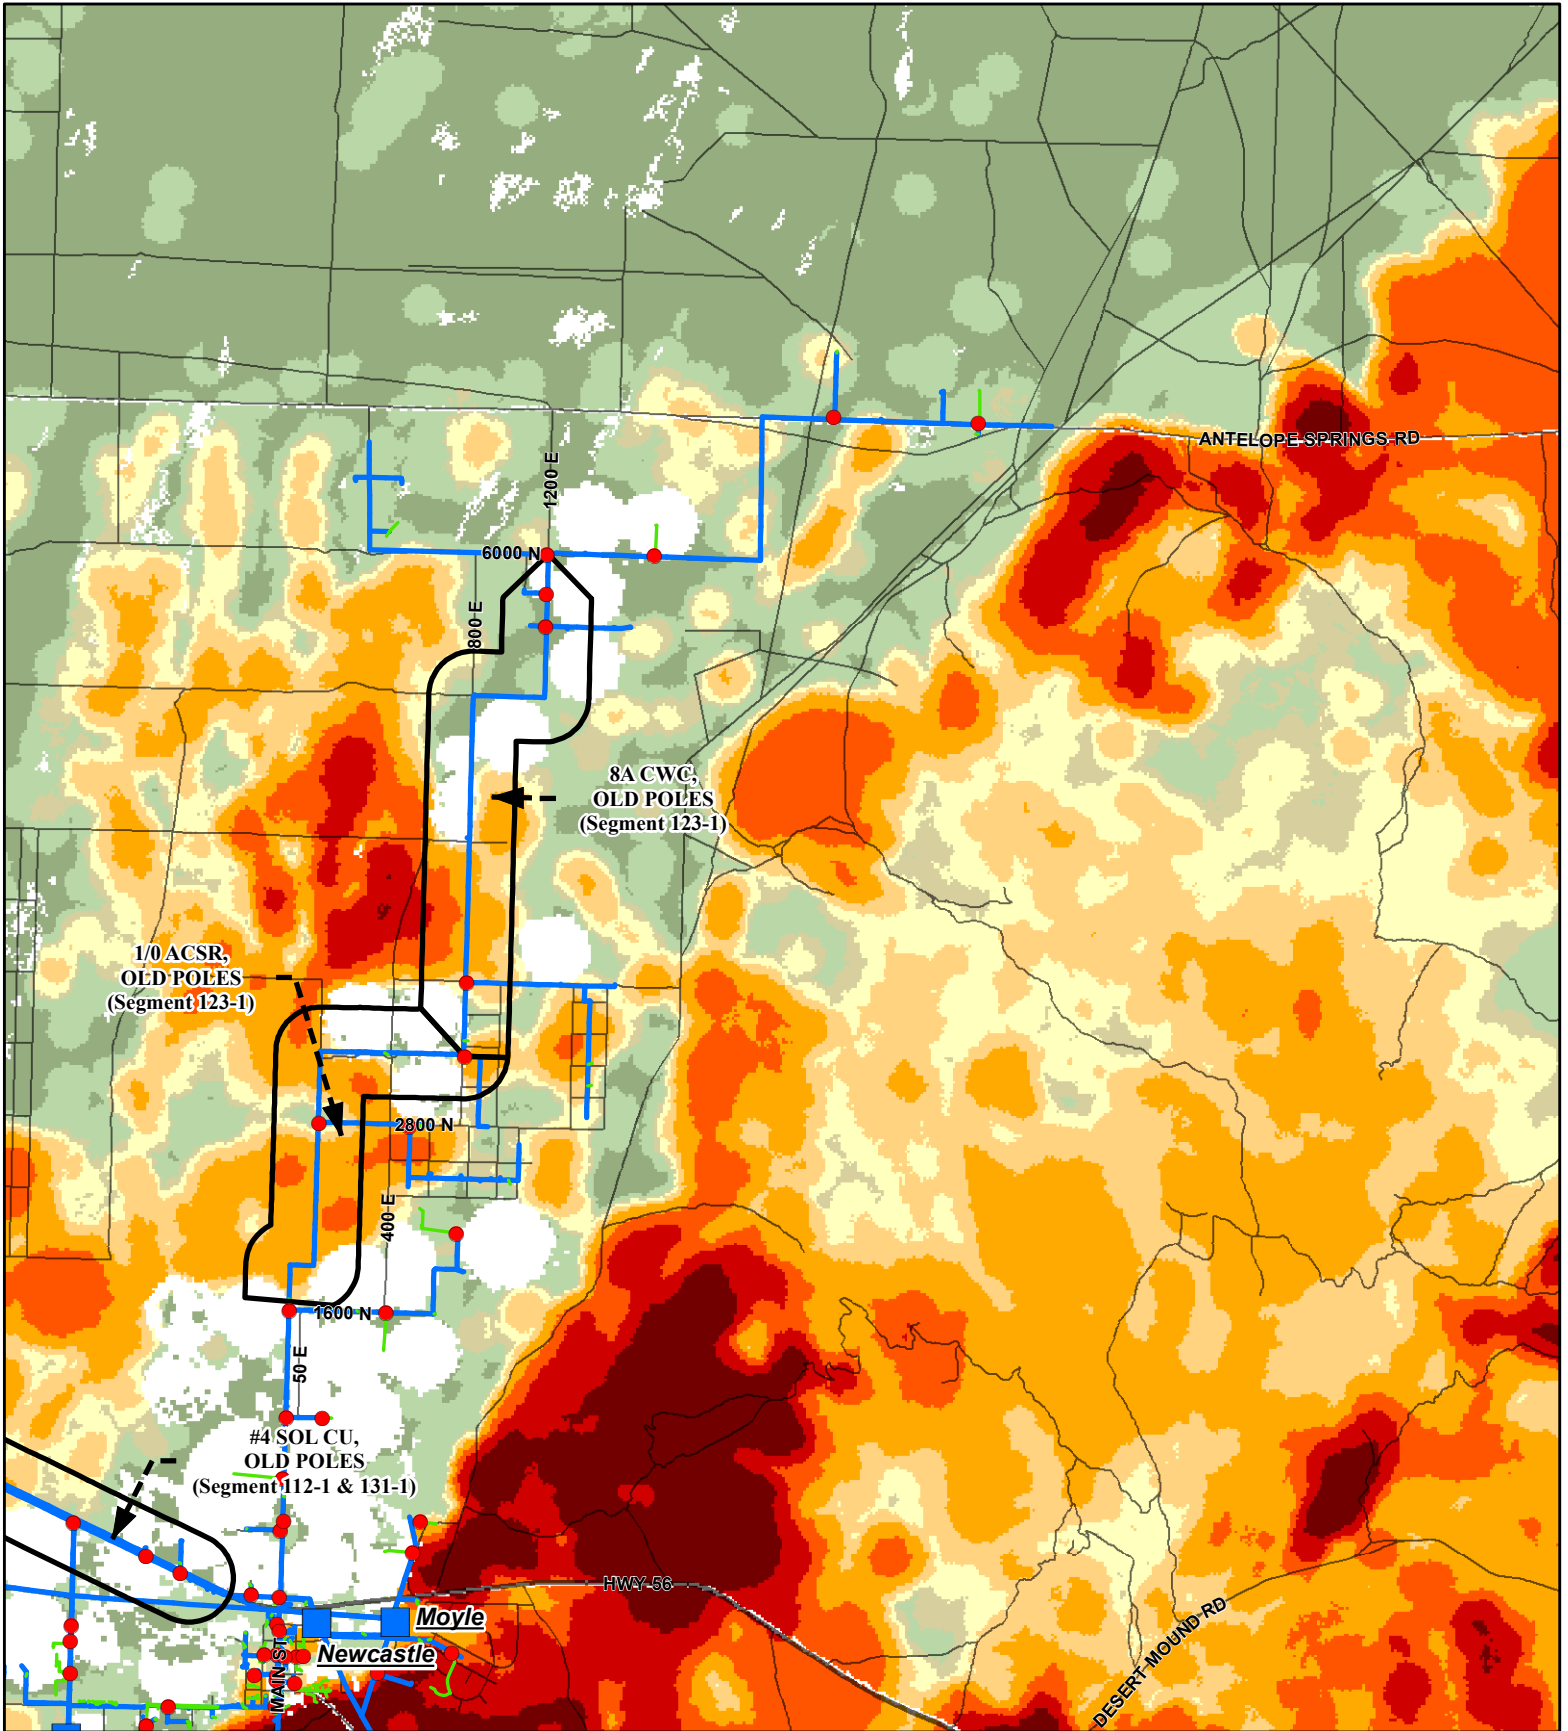 ANTELOPE SPRINGS RD
1200 E
6000 N
800 E
8A CWC,
OLD POLES
(Segment 123-1)
1/0 ACSR,
OLD POLES
(Segment 123-1)
2800 N
400 E
1600 N
50 E
#4 SOL CU,
OLD POLES
(Segment 112-1 & 131-1)
HWY 56
Moyle
Newcastle
MAIN ST
DESERT MOUND RD